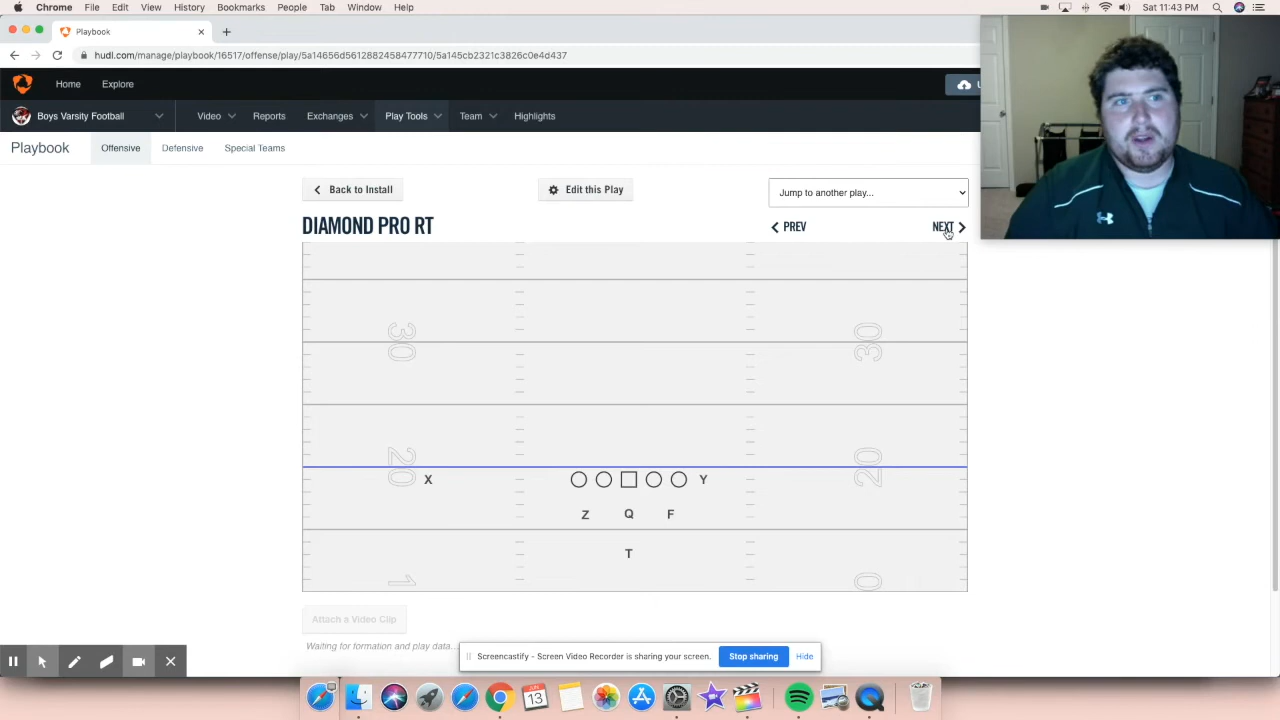 Chrome File Edit View History Bookmarks People Tab Window Help Sat 11:43 PM
Playbook
hudl.com/manage/playbook/16517/offense/play/5a14656d5612882458477710/5a145cb2321c3826c0e4d437
Home Explore
Boys Varsity Football Video Reports Exchanges Play Tools Team Highlights
Playbook Offensive Defensive Special Teams
Back to Install Edit this Play Jump to another play...
DIAMOND PRO RT PREV NEXT
30 30
20 20
X Y
Z Q F
T
1 0
Attach a Video Clip
Waiting for formation and play data...
Screencastify - Screen Video Recorder is sharing your screen. Stop sharing Hide
JUN
13